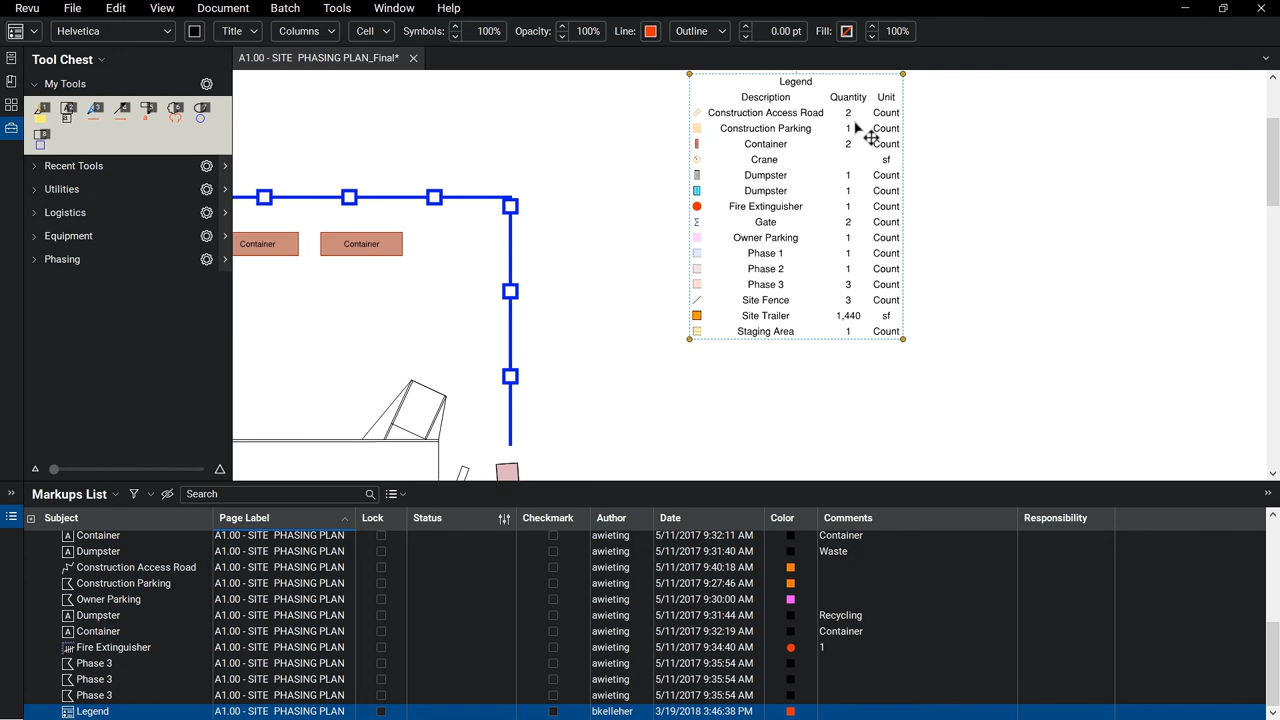 Revu File Edit View Document Batch Tools Window Help
Helvetica Title Columns Cell Symbols: 100% Opacity: 100% Line: Outline 0.00 pt Fill: 100%
Tool Chest
A1.00 - SITE PHASING PLAN_Final*
My Tools
1 2 3 4 5 6 7
8
Recent Tools
Utilities
Logistics
Equipment
Phasing
Container Container
Legend
Description Quantity Unit
Construction Access Road 2 Count
Construction Parking 1 Count
Container 2 Count
Crane sf
Dumpster 1 Count
Dumpster 1 Count
Fire Extinguisher 1 Count
Σ Gate 2 Count
Owner Parking 1 Count
Phase 1 1 Count
Phase 2 1 Count
Phase 3 3 Count
Site Fence 3 Count
Site Trailer 1,440 sf
Staging Area 1 Count
Markups List Search
Subject Page Label Lock Status Checkmark Author Date Color Comments Responsibility
A Container A1.00 - SITE PHASING PLAN awieting 5/11/2017 9:32:11 AM Container
A Dumpster A1.00 - SITE PHASING PLAN awieting 5/11/2017 9:31:40 AM Waste
Construction Access Road A1.00 - SITE PHASING PLAN awieting 5/11/2017 9:40:18 AM
Construction Parking A1.00 - SITE PHASING PLAN awieting 5/11/2017 9:27:46 AM
Owner Parking A1.00 - SITE PHASING PLAN awieting 5/11/2017 9:30:00 AM
A Dumpster A1.00 - SITE PHASING PLAN awieting 5/11/2017 9:31:44 AM Recycling
A Container A1.00 - SITE PHASING PLAN awieting 5/11/2017 9:32:19 AM Container
Fire Extinguisher A1.00 - SITE PHASING PLAN awieting 5/11/2017 9:34:40 AM 1
Phase 3 A1.00 - SITE PHASING PLAN awieting 5/11/2017 9:35:54 AM
Phase 3 A1.00 - SITE PHASING PLAN awieting 5/11/2017 9:35:54 AM
Phase 3 A1.00 - SITE PHASING PLAN awieting 5/11/2017 9:35:54 AM
Legend A1.00 - SITE PHASING PLAN bkelleher 3/19/2018 3:46:38 PM